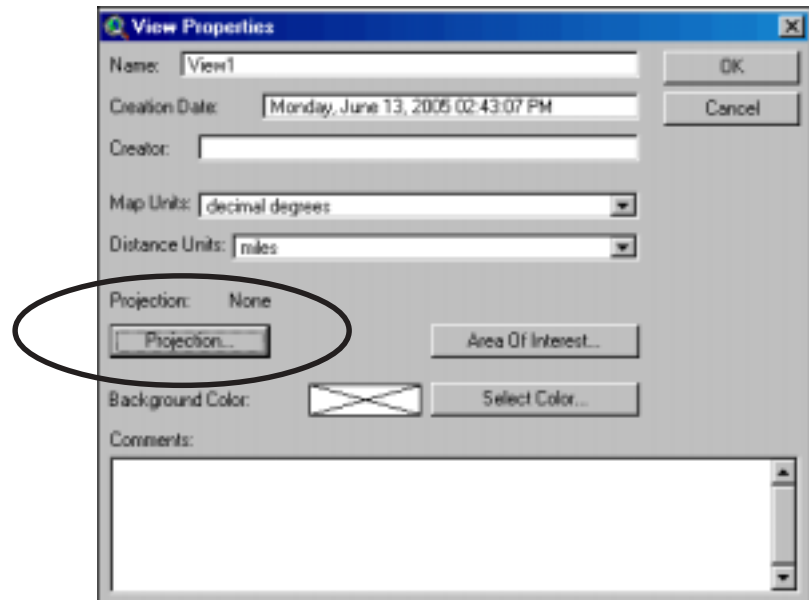 View Properties
Name: View1
OK
Creation Date: Monday, June 13, 2005 02:43:07 PM
Cancel
Creator:
Map Units: decimal degrees
Distance Units: miles
Projection: None
Projection...
Area Of Interest...
Background Color:
Select Color...
Comments: